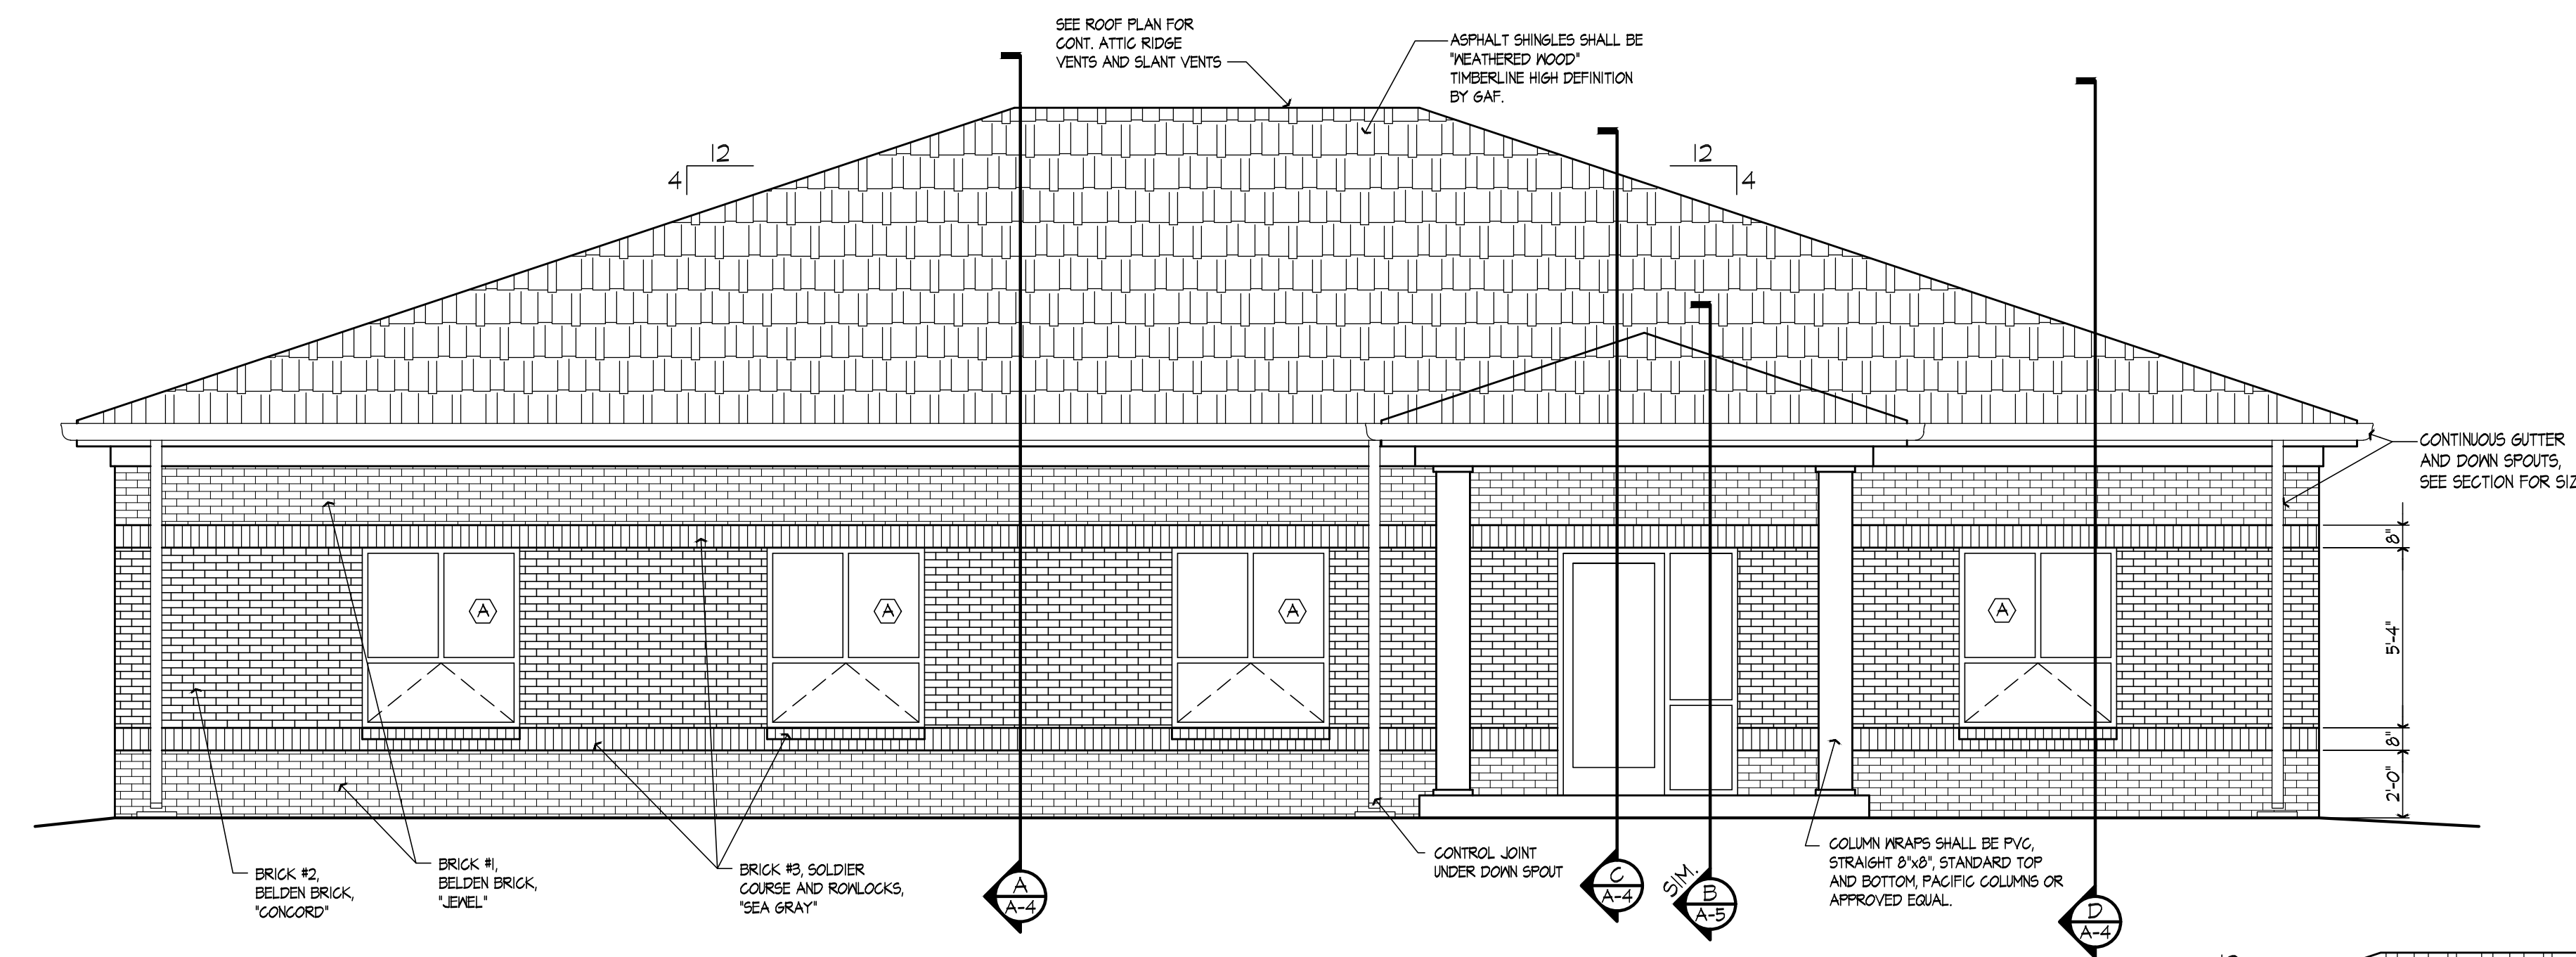 SEE ROOF PLAN FOR
CONT. ATTIC RIDGE
VENTS AND SLANT VENTS
ASPHALT SHINGLES SHALL BE
"WEATHERED WOOD"
TIMBERLINE HIGH DEFINITION
BY GAF.
12
4
12
4
CONTINUOUS GUTTER
AND DOWN SPOUTS,
SEE SECTION FOR SIZ
8"
5'-4"
8"
2'-0"
A
A
A
A
BRICK #2,
BELDEN BRICK,
"CONCORD"
BRICK #1,
BELDEN BRICK,
"JEWEL"
BRICK #3, SOLDIER
COURSE AND ROWLOCKS,
"SEA GRAY"
A
A-4
CONTROL JOINT
UNDER DOWN SPOUT
C
A-4
SIM.
B
A-5
COLUMN WRAPS SHALL BE PVC,
STRAIGHT 8"x8", STANDARD TOP
AND BOTTOM, PACIFIC COLUMNS OR
APPROVED EQUAL.
D
A-4